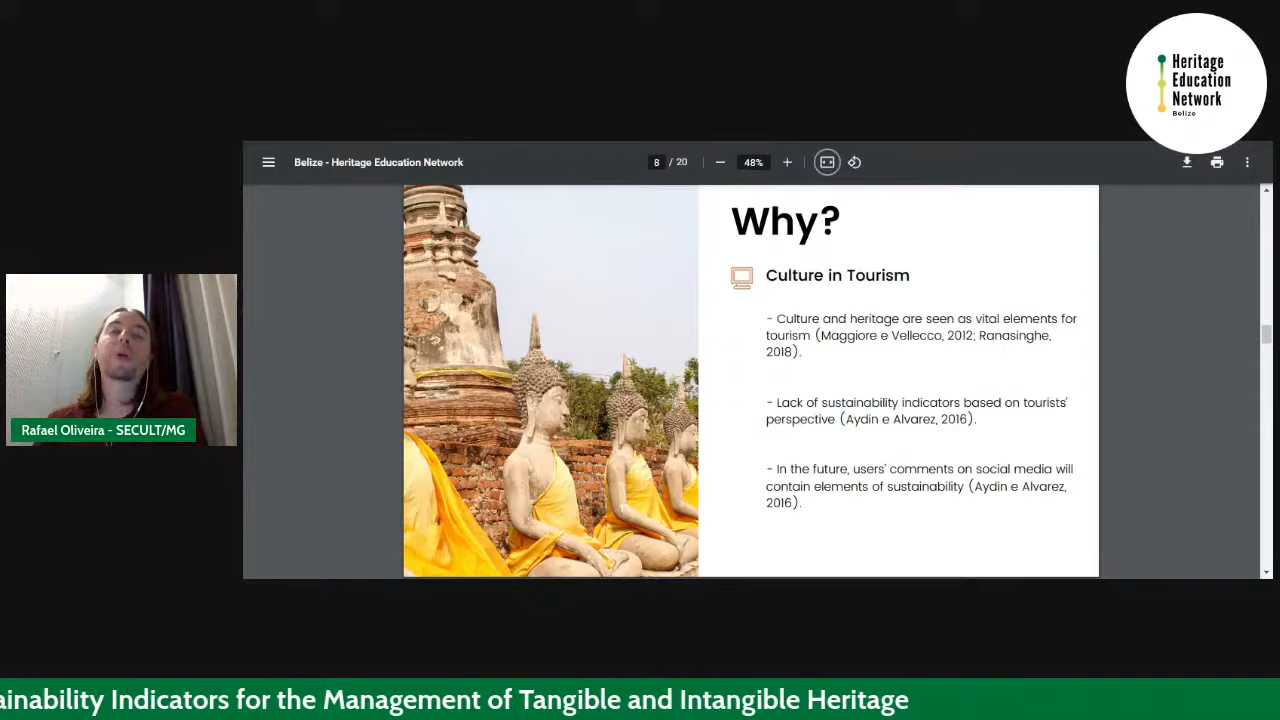 Heritage
Education
Network
Belize
Belize - Heritage Education Network
8 / 20
48%
Why?
Culture in Tourism
- Culture and heritage are seen as vital elements for
tourism (Maggiore e Vellecco, 2012; Ranasinghe,
2018).
- Lack of sustainability indicators based on tourists'
perspective (Aydin e Alvarez, 2016).
- In the future, users' comments on social media will
contain elements of sustainability (Aydin e Alvarez,
2016).
Rafael Oliveira - SECULT/MG
ainability Indicators for the Management of Tangible and Intangible Heritage